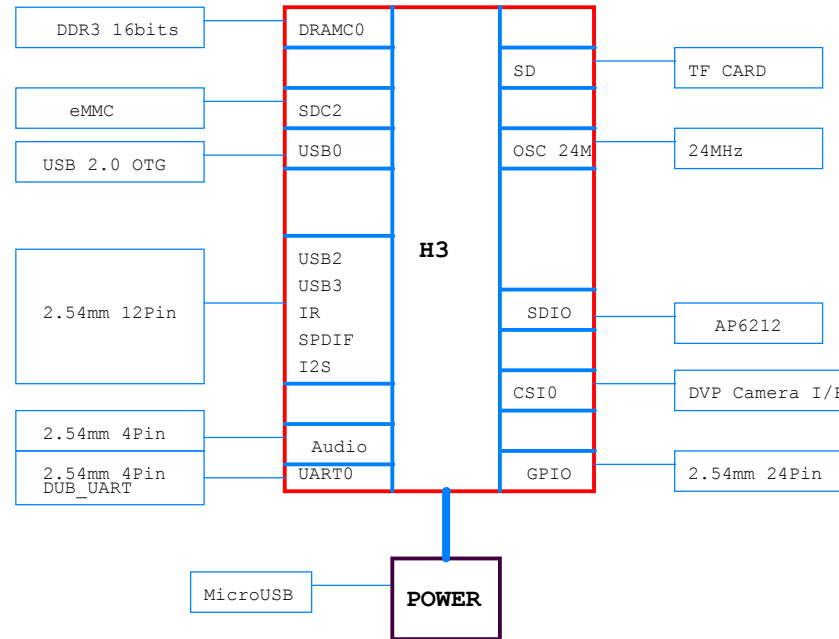 DDR3 16bits
DRAMC0
SD
TF CARD
eMMC
SDC2
USB 2.0 OTG
USB0
OSC 24M
24MHz
H3
2.54mm 12Pin
USB2
USB3
IR
SPDIF
I2S
SDIO
AP6212
CSI0
DVP Camera I/F
2.54mm 4Pin
Audio
2.54mm 4Pin
DUB_UART
UART0
GPIO
2.54mm 24Pin
MicroUSB
POWER